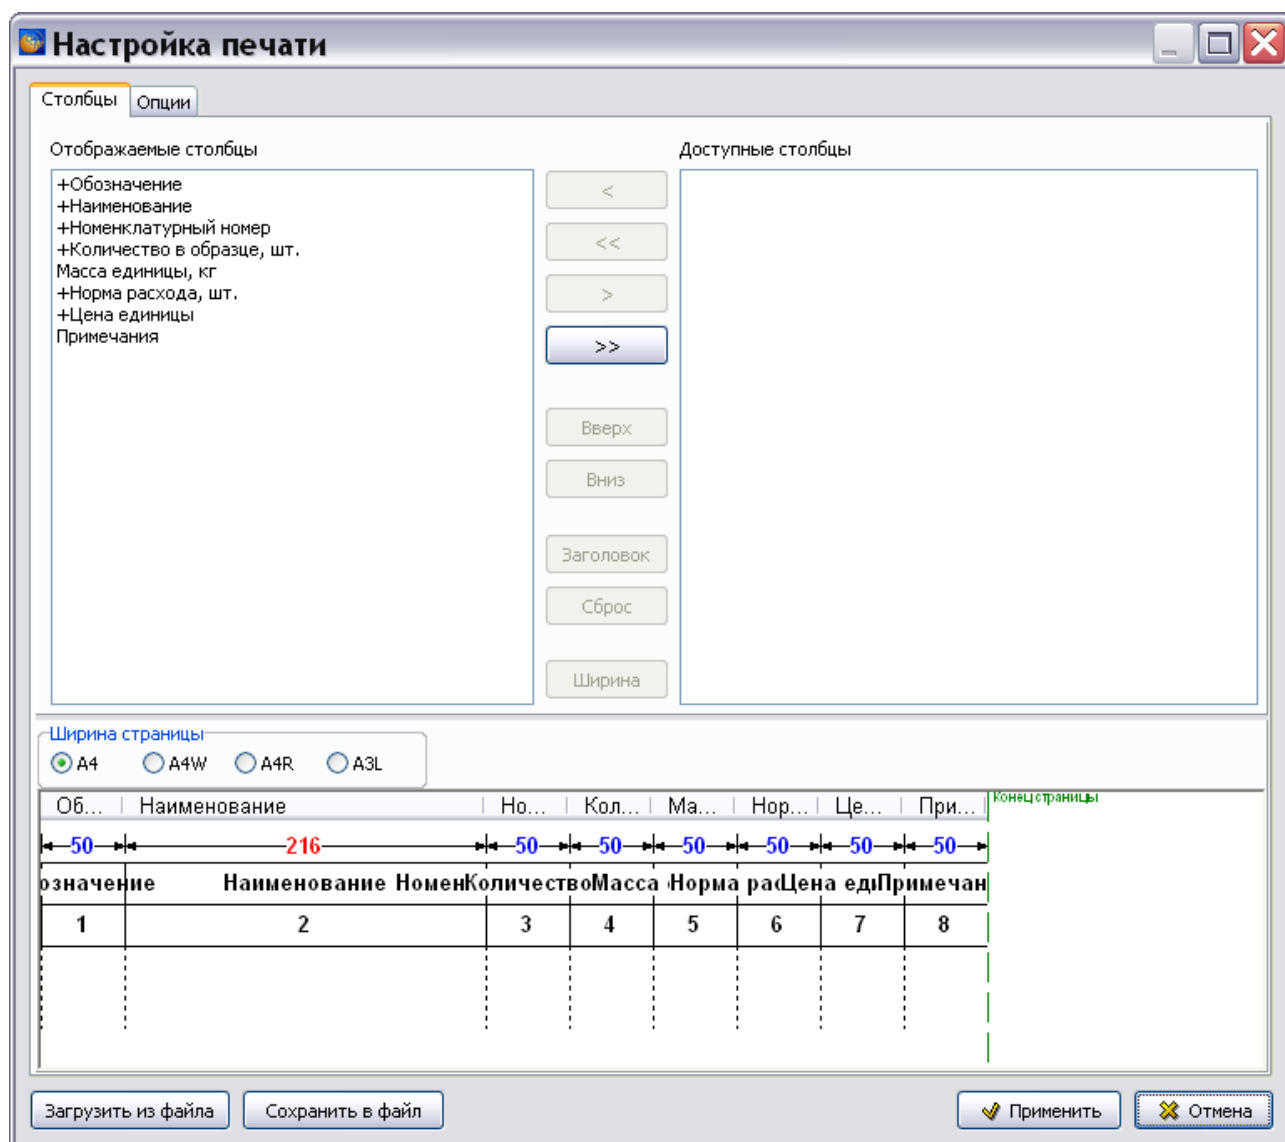 Настройка печати
Столбцы Опции
Отображаемые столбцы Доступные столбцы
+Обозначение
+Наименование
+Номенклатурный номер
+Количество в образце, шт.
Масса единицы, кг
+Норма расхода, шт.
+Цена единицы
Примечания
<
<<
>
>>
Вверх
Вниз
Заголовок
Сброс
Ширина
Ширина страницы
A4 A4W A4R A3L
Об... Наименование Но... Кол... Ма... Нор... Це... При... Конец страницы
50 216 50 50 50 50 50 50
означение Наименование Номен Количество Масса Норма рас Цена еди Примечан
1 2 3 4 5 6 7 8
Загрузить из файла Сохранить в файл Применить Отмена